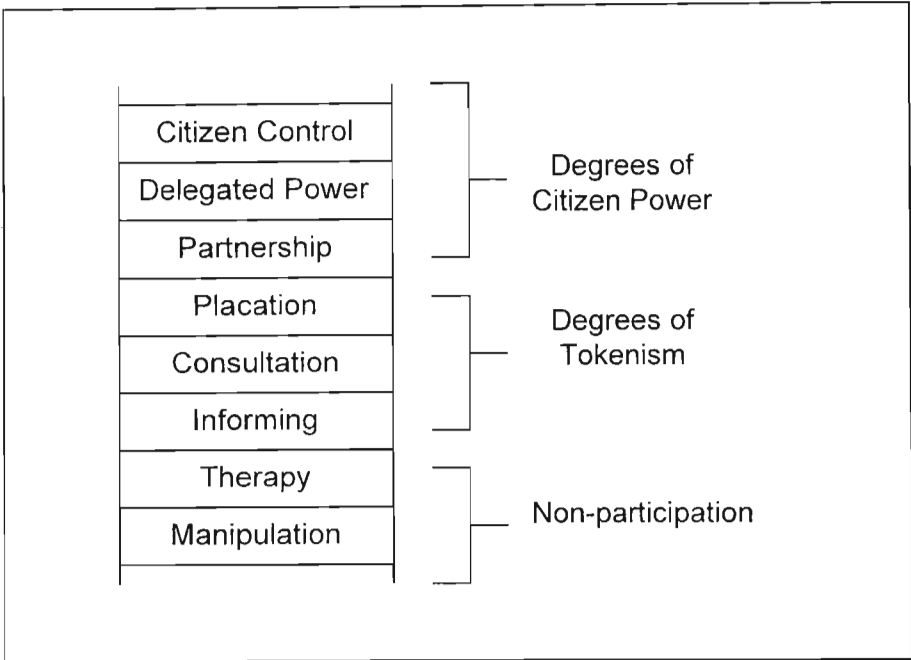 Citizen Control
Delegated Power
Partnership
Placation
Consultation
Informing
Therapy
Manipulation
Degrees of
Citizen Power
Degrees of
Tokenism
Non-participation